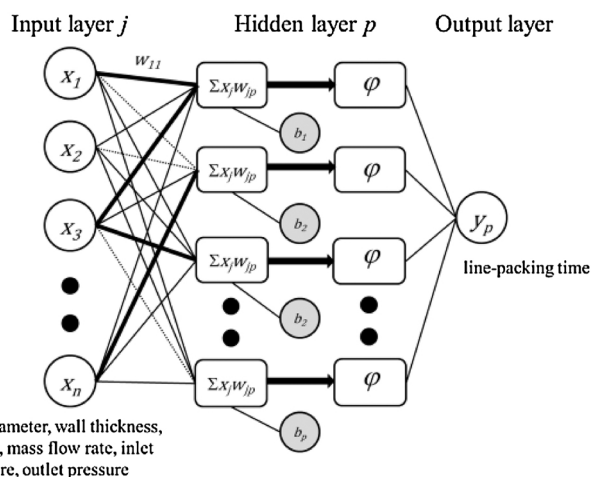 Input layer j
Hidden layer p
Output layer
w11
x1
x2
x3
xn
Σxjwjp
φ
b1
Σxjwjp
φ
b2
Σxjwjp
φ
b2
Σxjwjp
φ
bp
yp
line-packing time
ameter, wall thickness,
, mass flow rate, inlet
re, outlet pressure